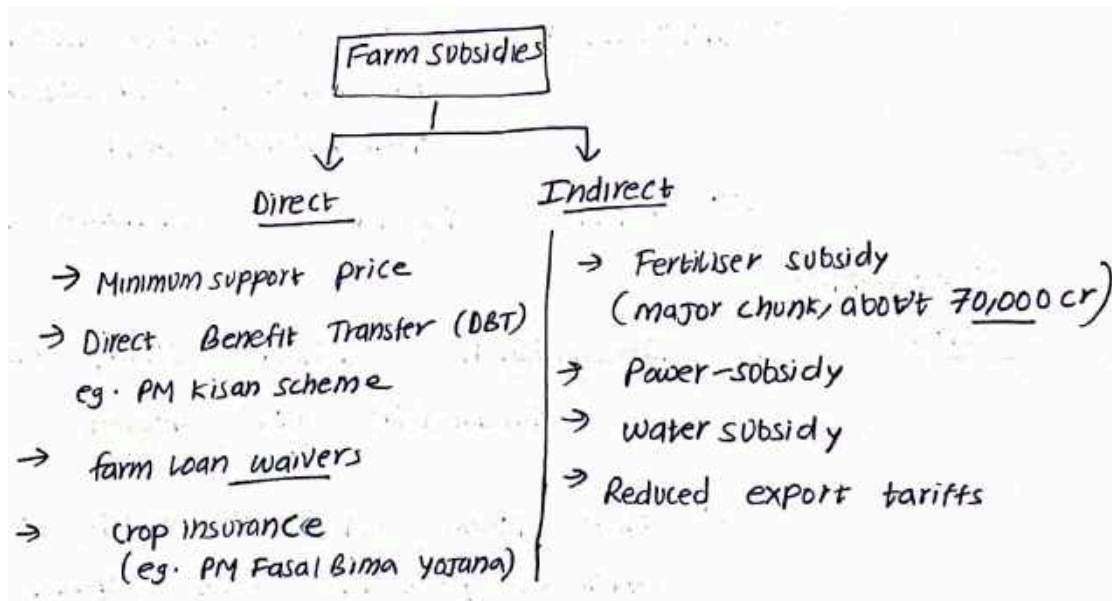 Farm subsidies
Direct
→ Minimum support price
→ Direct Benefit Transfer (DBT)
eg. PM Kisan scheme
→ farm loan waivers
→ crop insurance
(eg. PM Fasal Bima Yojana)
Indirect
→ Fertiliser subsidy
(major chunk, about 70,000 cr)
→ Power-subsidy
→ water subsidy
→ Reduced export tariffs